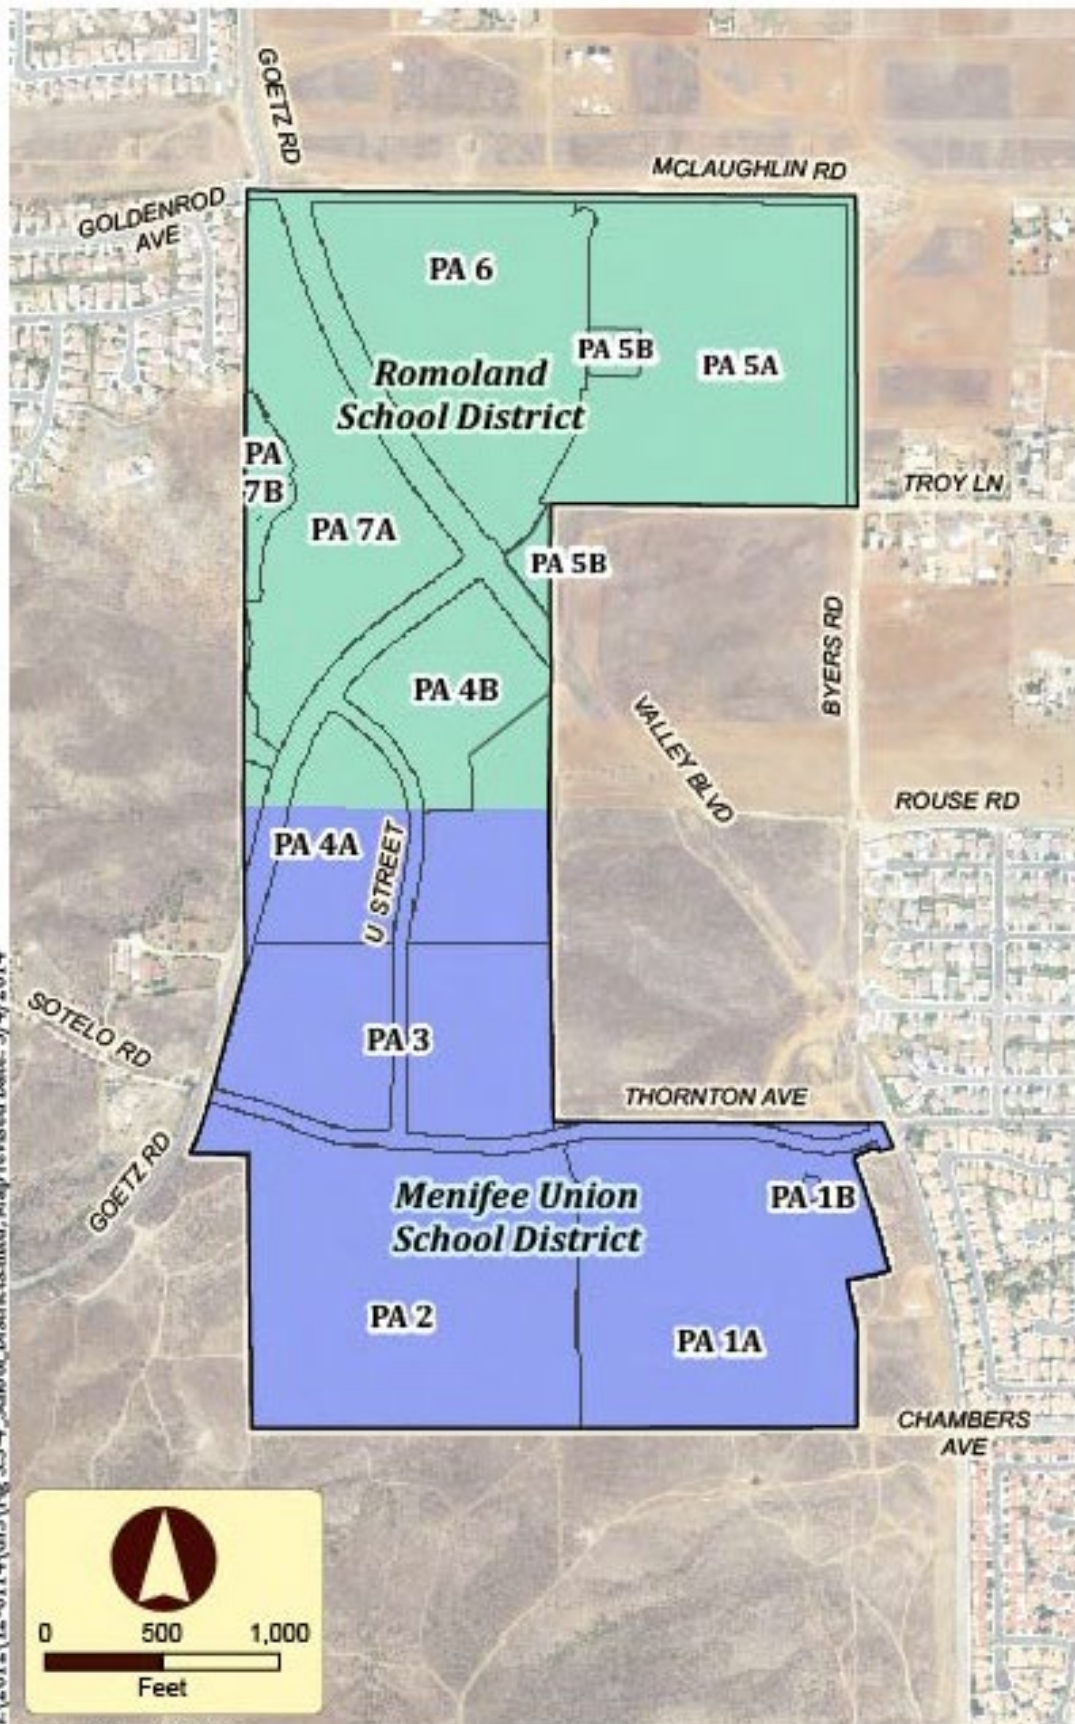 GOETZ RD
MCLAUGHLIN RD
GOLDENROD
AVE
PA 6
PA 5B
PA 5A
Romoland
School District
PA
7B
TROY LN
PA 7A
PA 5B
BYERS RD
PA 4B
VALLEY BLVD
ROUSE RD
PA 4A
U STREET
SOTELO RD
PA 3
THORNTON AVE
GOETZ RD
Menifee Union
School District
PA 1B
PA 2
PA 1A
CHAMBERS
AVE
0 500 1,000
Feet